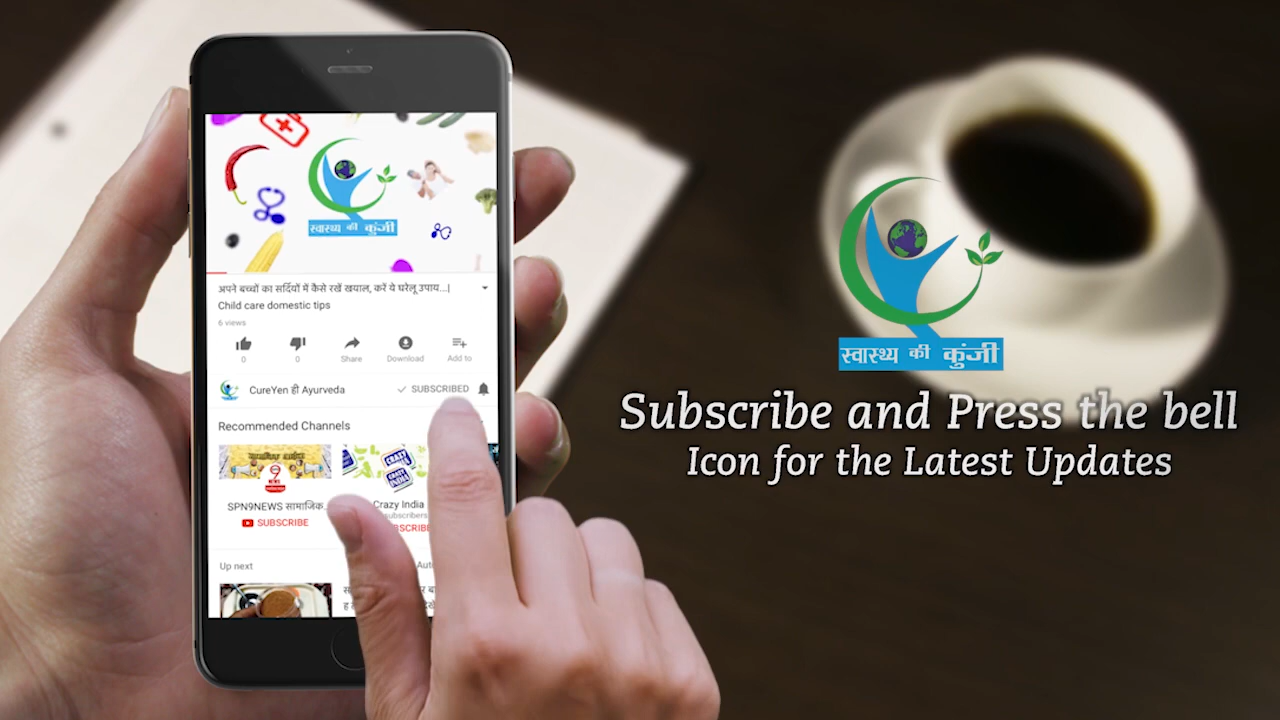 स्वास्थ्य की कुंजी
अपने बच्चों का सर्दियों में कैसे रखें खयाल, करें ये घरेलू उपाय...|
Child care domestic tips
6 views
0
0
Share
Download
Add to
CureYen ही Ayurveda
SUBSCRIBED
Recommended Channels
SPN9NEWS सामाजिक..
SUBSCRIBE
Crazy India
subscribers
Up next
स्वास्थ्य की कुंजी
Subscribe and Press the bell
Icon for the Latest Updates